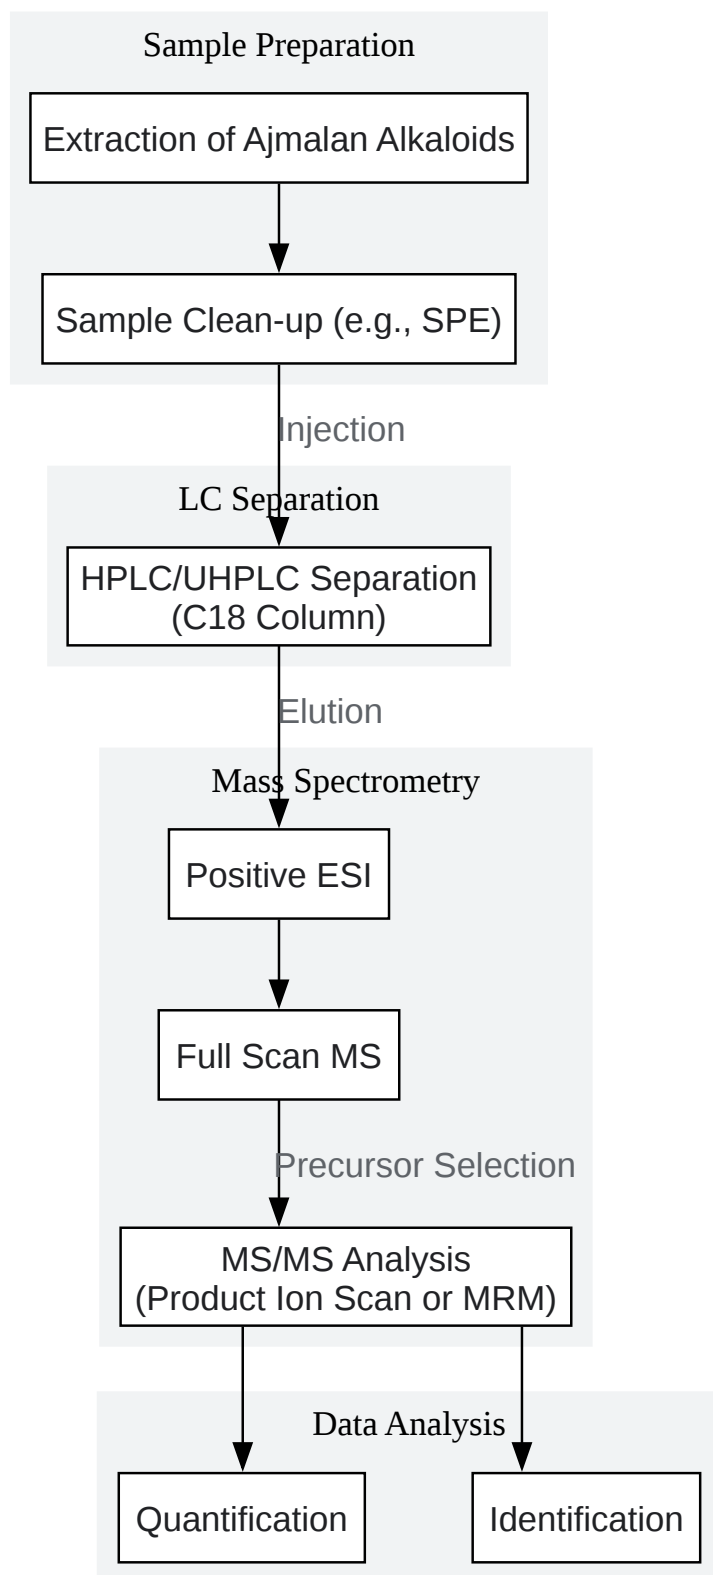 Sample Preparation
Extraction of Ajmalan Alkaloids
Sample Clean-up (e.g., SPE)
Injection
LC Separation
HPLC/UHPLC Separation
(C18 Column)
Elution
Mass Spectrometry
Positive ESI
Full Scan MS
Precursor Selection
MS/MS Analysis
(Product Ion Scan or MRM)
Data Analysis
Quantification
Identification